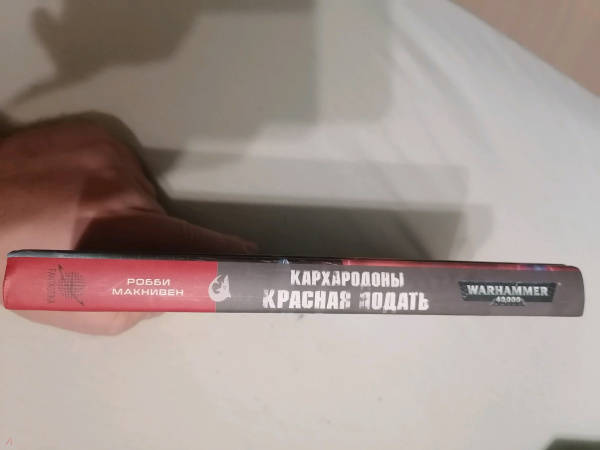 РОББИ
МАКНИВЕН
КАРХАРОДОНЫ
КРАСНАЯ ПОДАТЬ
WARHAMMER
40,000